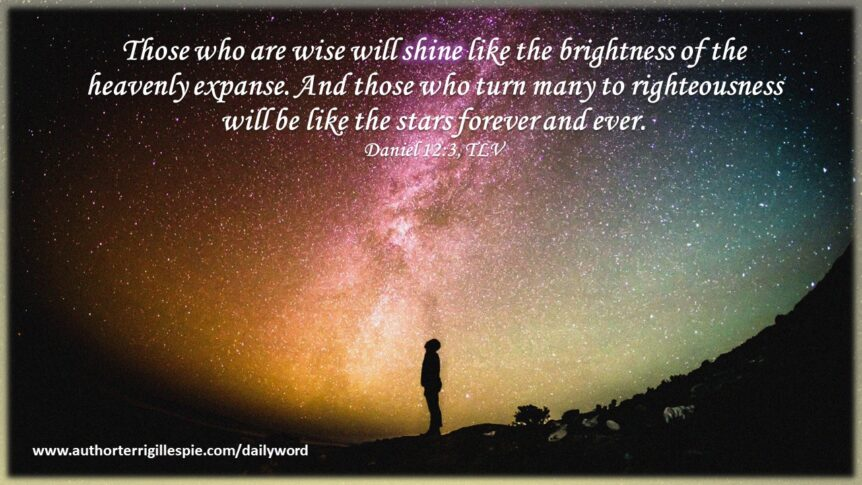 Those who are wise will shine like the brightness of the
heavenly expanse. And those who turn many to righteousness
will be like the stars forever and ever.
Daniel 12:3, TLV
www.authorterrigillespie.com/dailyword